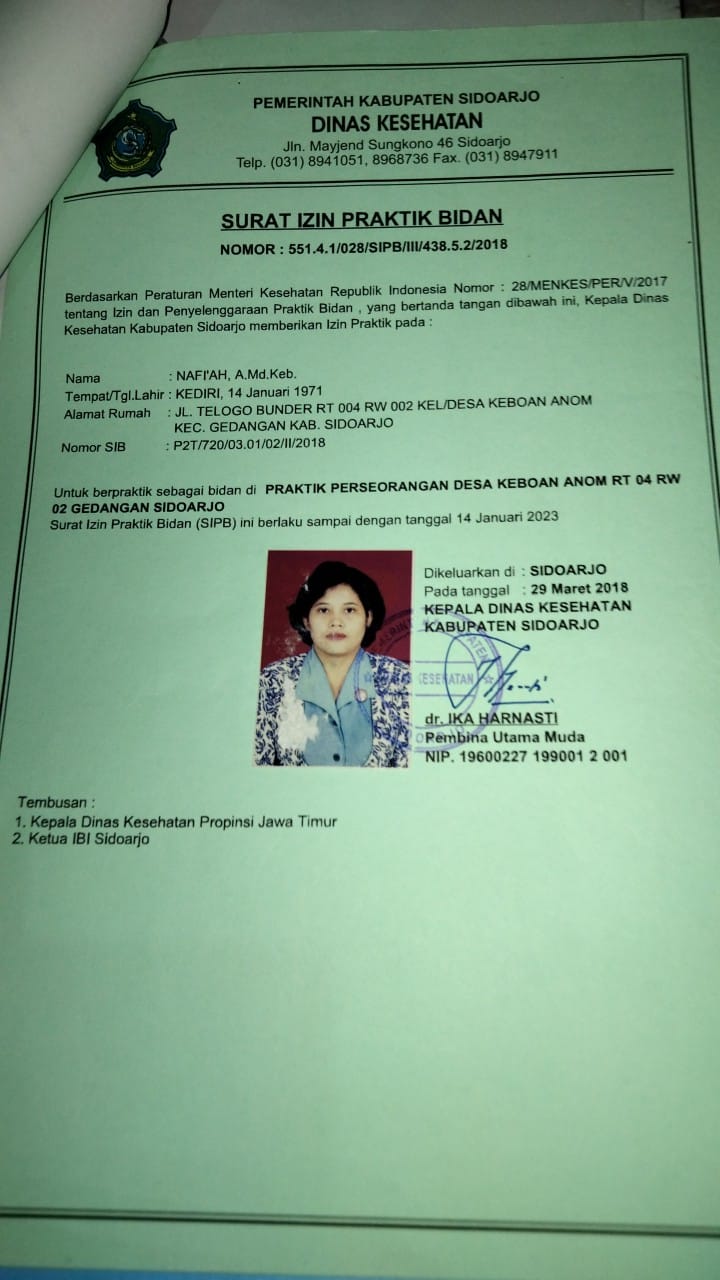 PEMERINTAH KABUPATEN SIDOARJO
DINAS KESEHATAN
Jln. Mayjend Sungkono 46 Sidoarjo
Telp. (031) 8941051, 8968736 Fax. (031) 8947911
SURAT IZIN PRAKTIK BIDAN
NOMOR : 551.4.1/028/SIPB/III/438.5.2/2018
Berdasarkan Peraturan Menteri Kesehatan Republik Indonesia Nomor : 28/MENKES/PER/V/2017
tentang Izin dan Penyelenggaraan Praktik Bidan , yang bertanda tangan dibawah ini, Kepala Dinas
Kesehatan Kabupaten Sidoarjo memberikan Izin Praktik pada :
Nama : NAFI'AH, A.Md.Keb.
Tempat/Tgl.Lahir : KEDIRI, 14 Januari 1971
Alamat Rumah : JL. TELOGO BUNDER RT 004 RW 002 KEL/DESA KEBOAN ANOM
KEC. GEDANGAN KAB. SIDOARJO
Nomor SIB : P2T/720/03.01/02/II/2018
Untuk berpraktik sebagai bidan di PRAKTIK PERSEORANGAN DESA KEBOAN ANOM RT 04 RW
02 GEDANGAN SIDOARJO
Surat Izin Praktik Bidan (SIPB) ini berlaku sampai dengan tanggal 14 Januari 2023
Dikeluarkan di : SIDOARJO
Pada tanggal : 29 Maret 2018
KEPALA DINAS KESEHATAN
KABUPATEN SIDOARJO
dr. IKA HARNASTI
Pembina Utama Muda
NIP. 19600227 199001 2 001
Tembusan :
1. Kepala Dinas Kesehatan Propinsi Jawa Timur
2. Ketua IBI Sidoarjo